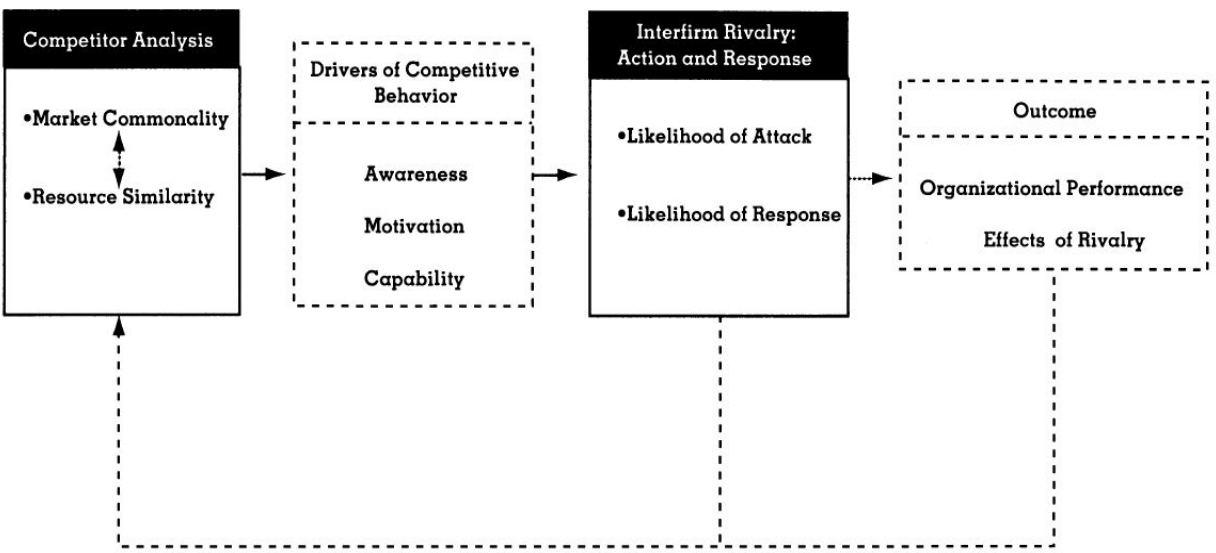 Competitor Analysis
•Market Commonality
•Resource Similarity
Drivers of Competitive
Behavior
Awareness
Motivation
Capability
Interfirm Rivalry:
Action and Response
•Likelihood of Attack
•Likelihood of Response
Outcome
Organizational Performance
Effects of Rivalry